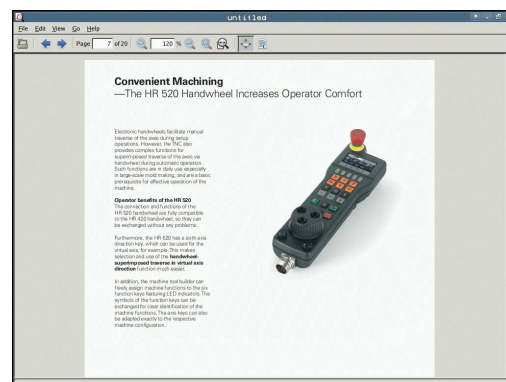 untitled
File Edit View Go Help
Page 7 of 20 120 %
Convenient Machining
—The HR 520 Handwheel Increases Operator Comfort
Electronic handwheels facilitate manual
traverse of the axes during setup
operations. However, the TNC also
provides complex functions for
superimposed traverse of the axes via
handwheel during automatic operation.
Such functions are in daily use especially
in large-scale mold making, and are a basic
prerequisite for effective operation of the
machine.
Operator benefits of the HR 520
The connection and functions of the
HR 520 handwheel are fully compatible
to the HR 420 handwheel, so they can
be exchanged without any problems.
Furthermore, the HR 520 has a sixth axis
direction key, which can be used for the
virtual axis, for example. This makes
selection and use of the handwheel-
superimposed traverse in virtual axis
direction function much easier.
In addition, the machine tool builder can
freely assign machine functions to the six
function keys featuring LED indicators. The
symbols of the function keys can be
exchanged for clear identification of the
machine functions. The axis keys can also
be adapted exactly to the respective
machine configuration.